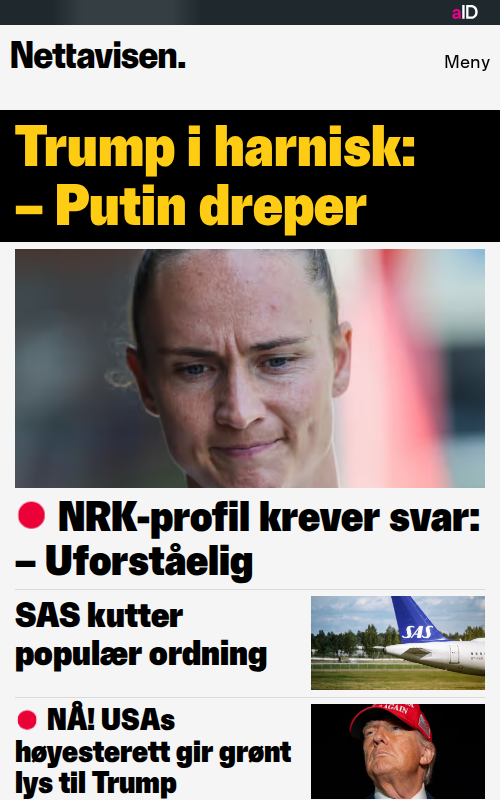 aID
Nettavisen.
Meny
Trump i harnisk:
– Putin dreper
NRK-profil krever svar:
– Uforståelig
SAS kutter
populær ordning
SAS
NÅ! USAs
høyesterett gir grønt
lys til Trump
AGAIN